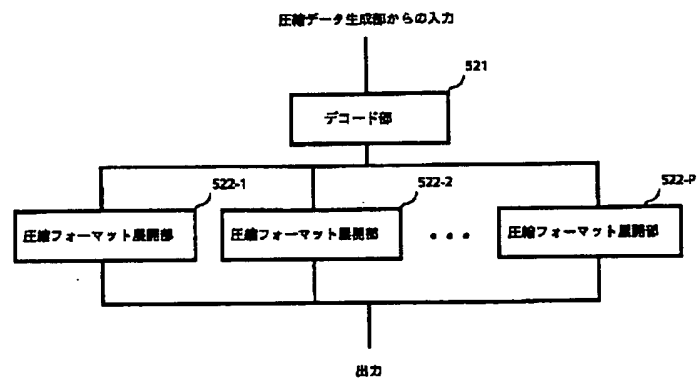 圧縮データ生成部からの入力
521
デコード部
522-1
522-2
522-P
圧縮フォーマット展開部
圧縮フォーマット展開部
• • •
圧縮フォーマット展開部
出力